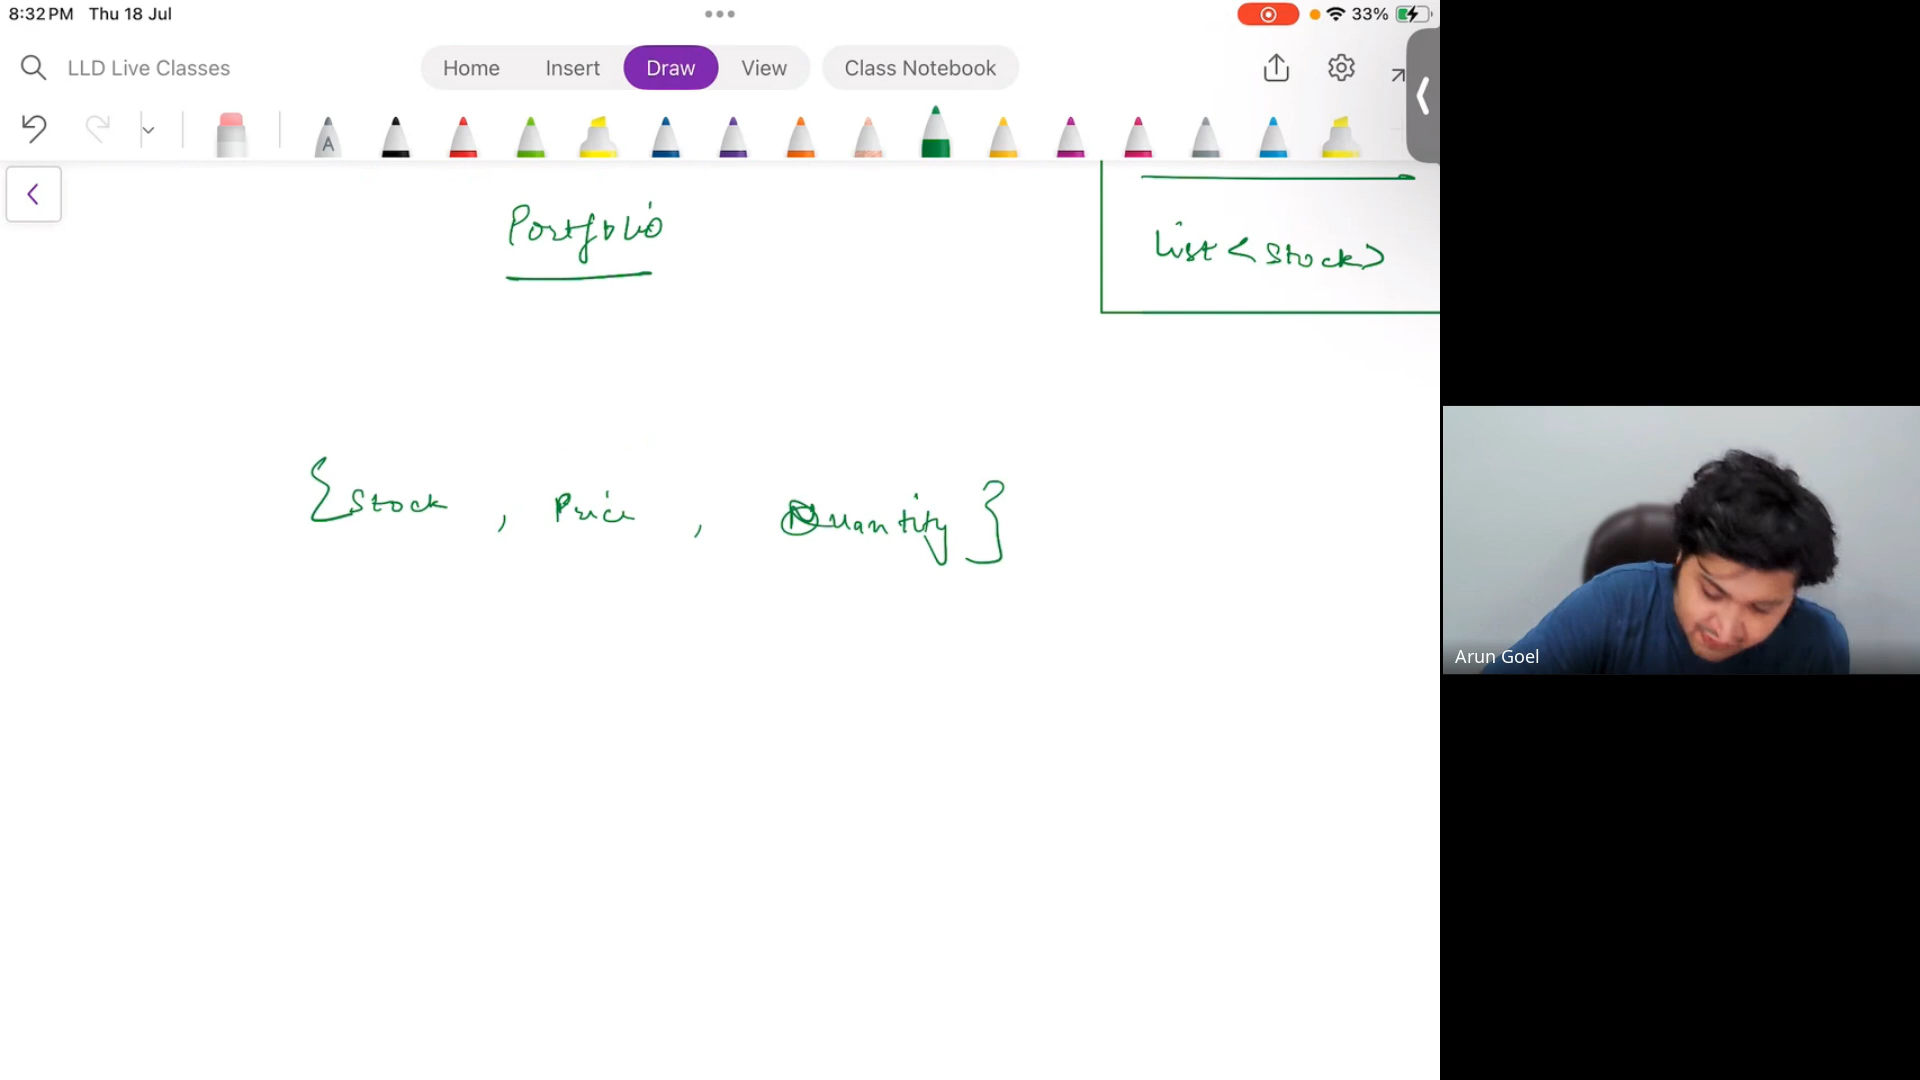 8:32 PM Thu 18 Jul
33%
LLD Live Classes
Home Insert Draw View Class Notebook
A
Portfolio
List < Stock >
{ Stock , Price , Quantity }
Arun Goel